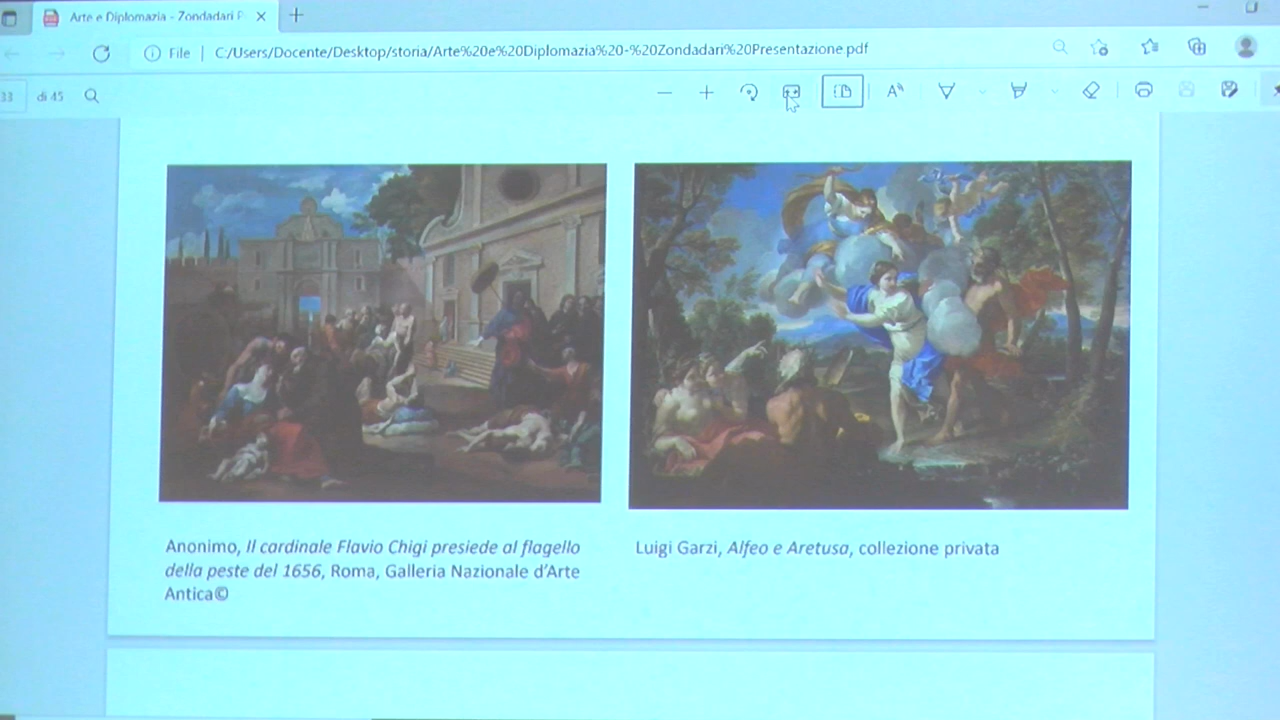 Arte e Diplomazia - Zondadari P
File
C:/Users/Docente/Desktop/storia/Arte%20e%20Diplomazia%20-%20Zondadari%20Presentazione.pdf
33 di 45
Anonimo, Il cardinale Flavio Chigi presiede al flagello
della peste del 1656, Roma, Galleria Nazionale d'Arte
Antica©
Luigi Garzi, Alfeo e Aretusa, collezione privata